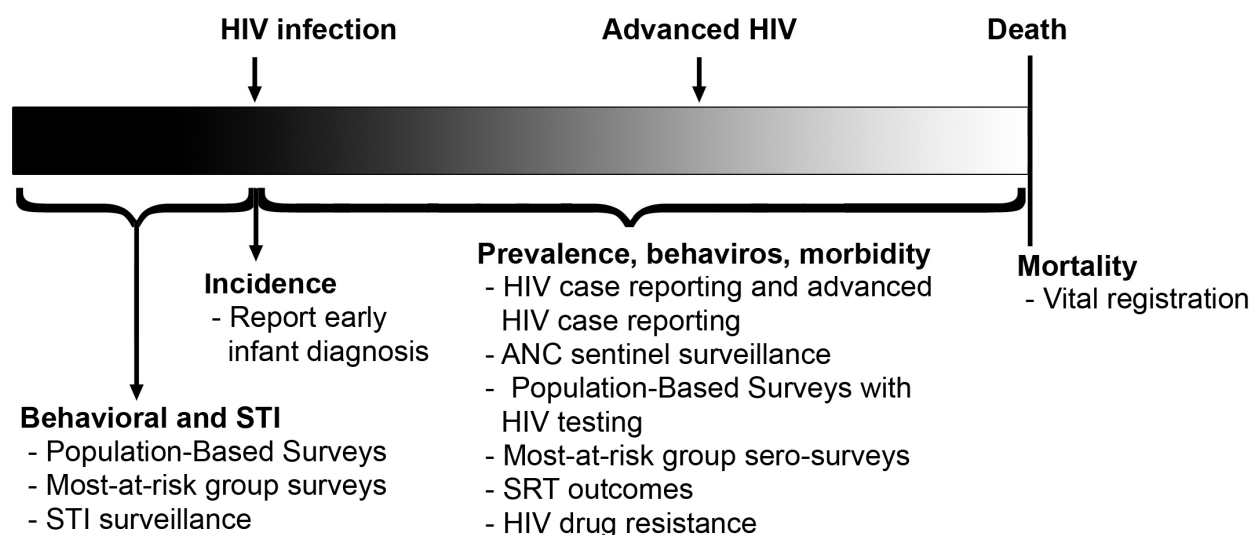 HIV infection
Advanced HIV
Death
Incidence
- Report early
infant diagnosis
Behavioral and STI
- Population-Based Surveys
- Most-at-risk group surveys
- STI surveillance
Prevalence, behaviros, morbidity
- HIV case reporting and advanced
HIV case reporting
- ANC sentinel surveillance
- Population-Based Surveys with
HIV testing
- Most-at-risk group sero-surveys
- SRT outcomes
- HIV drug resistance
Mortality
- Vital registration